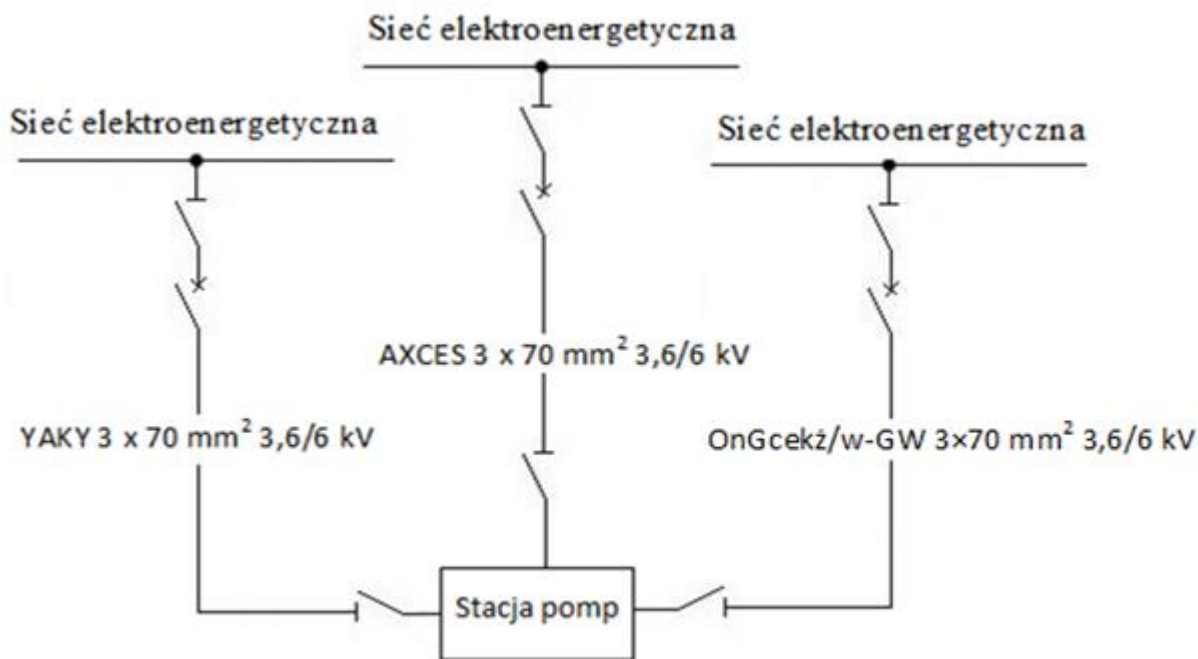 Sieć elektroenergetyczna
Sieć elektroenergetyczna
Sieć elektroenergetyczna
AXCES 3 x 70 mm² 3,6/6 kV
YAKY 3 x 70 mm² 3,6/6 kV
OnGcekż/w-GW 3×70 mm² 3,6/6 kV
Stacja pomp